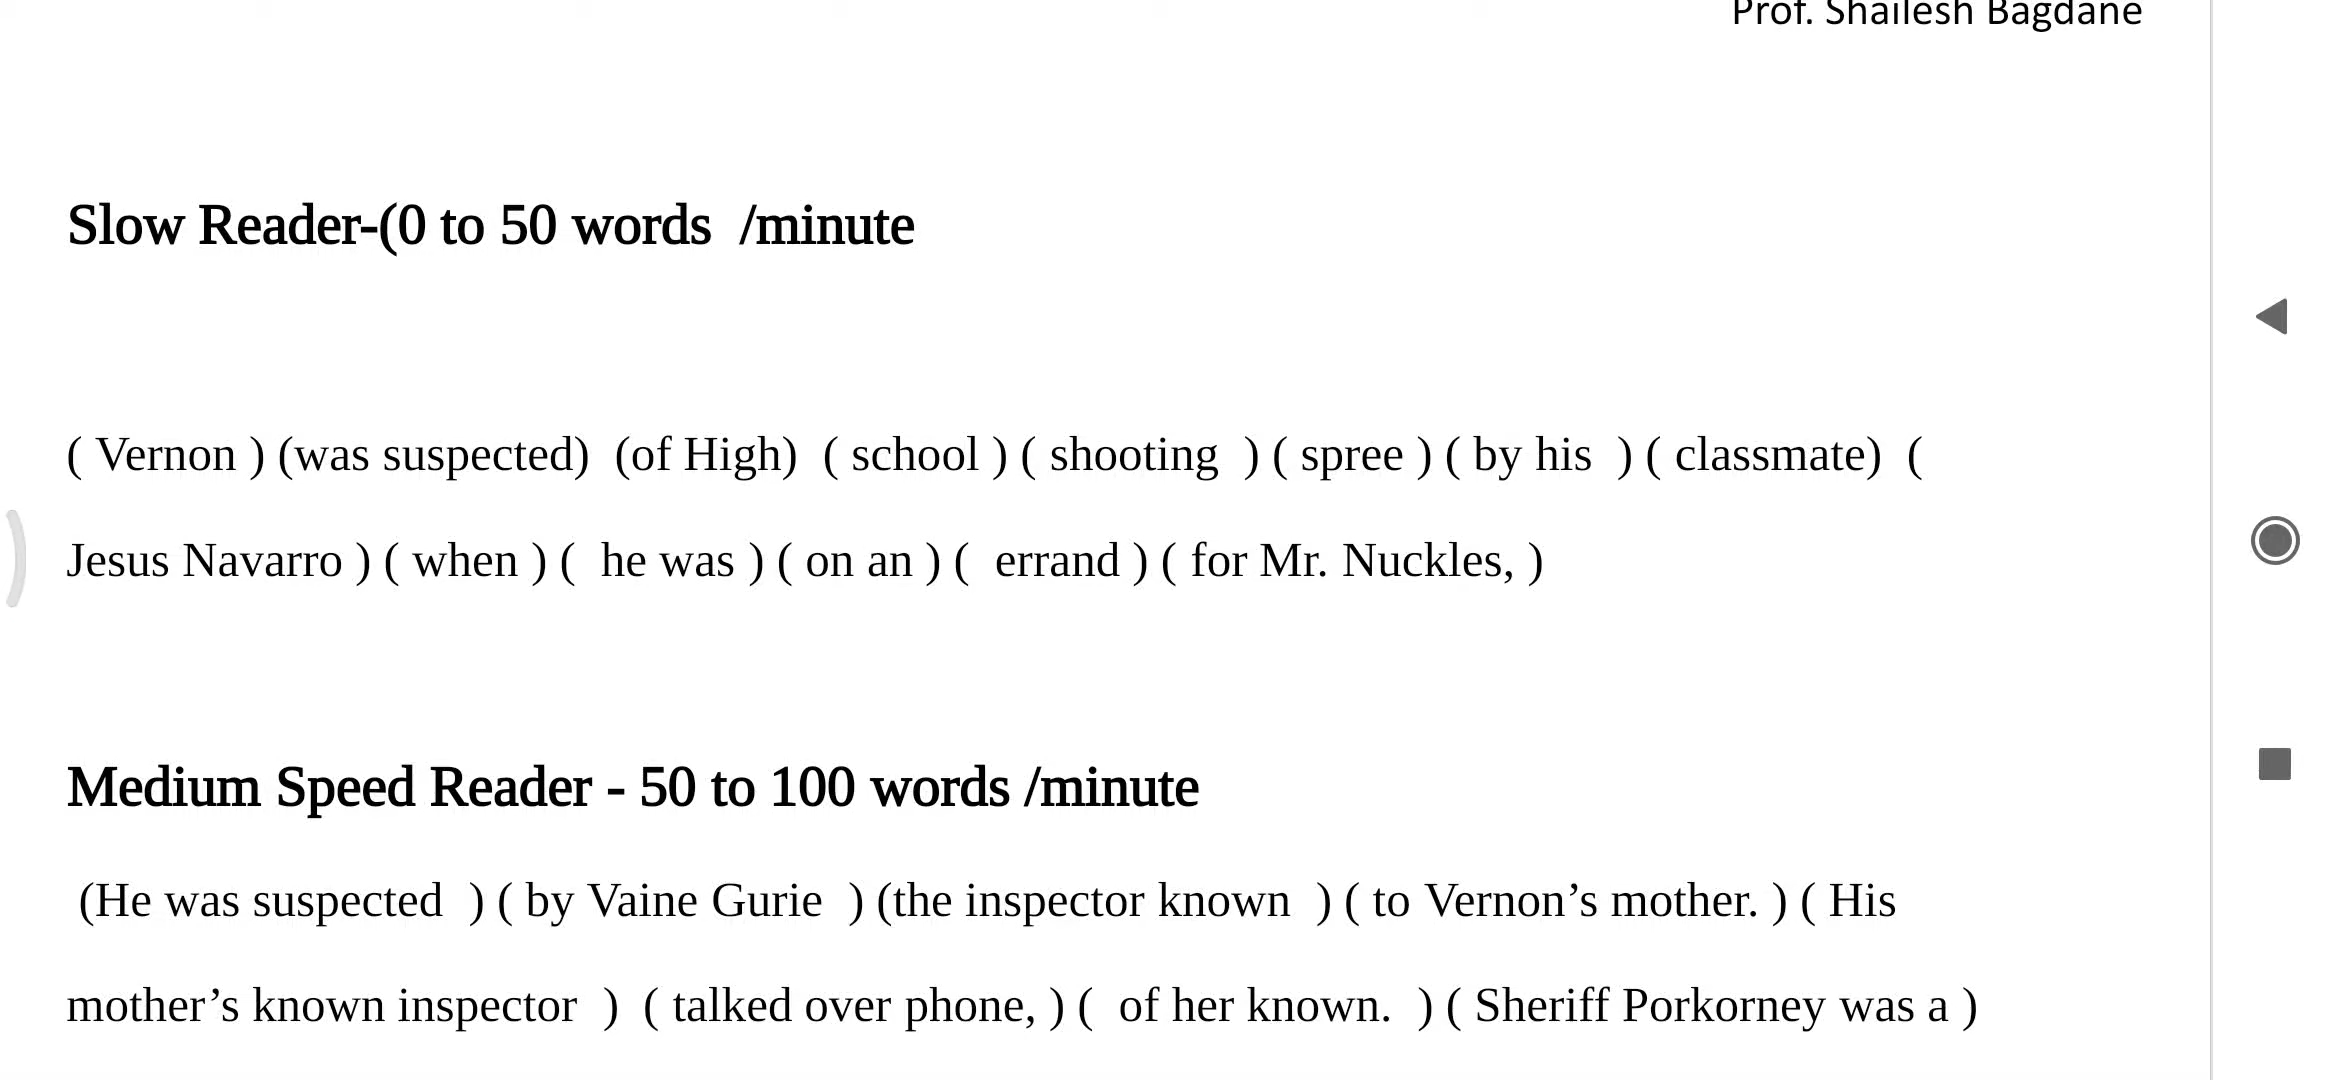 Prof. Shailesh Bagdane
Slow Reader-(0 to 50 words /minute
( Vernon ) (was suspected) (of High) ( school ) ( shooting ) ( spree ) ( by his ) ( classmate) (
Jesus Navarro ) ( when ) ( he was ) ( on an ) ( errand ) ( for Mr. Nuckles, )
Medium Speed Reader - 50 to 100 words /minute
(He was suspected ) ( by Vaine Gurie ) (the inspector known ) ( to Vernon’s mother. ) ( His
mother’s known inspector ) ( talked over phone, ) ( of her known. ) ( Sheriff Porkorney was a )